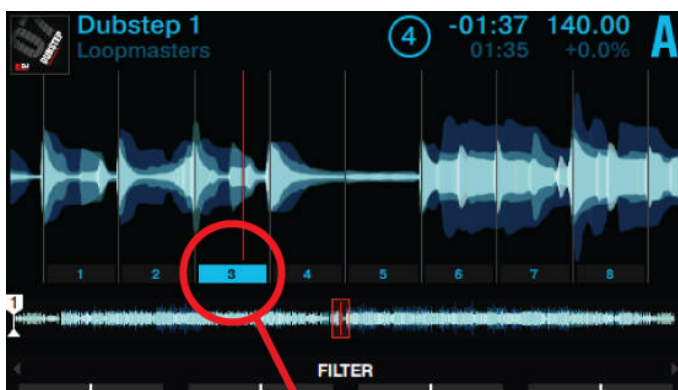 Dubstep 1
Loopmasters
4
-01:37 140.00
01:35 +0.0%
A
DUBSTEP
1 2 3 4 5 6 7 8
1
FILTER